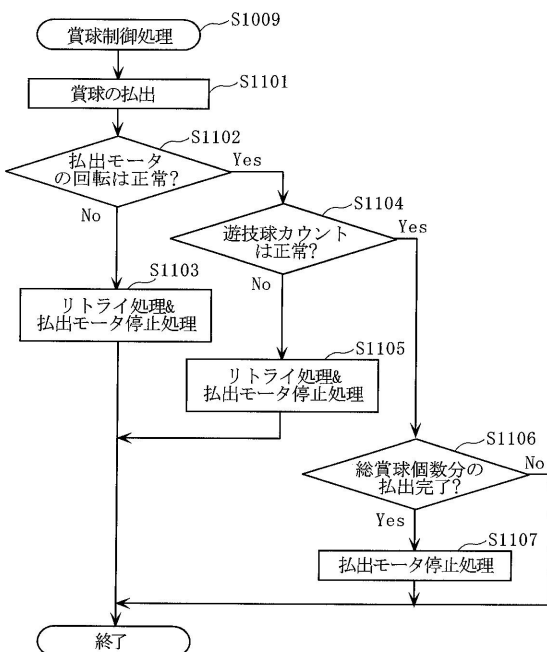 S1009
賞球制御処理
S1101
賞球の払出
S1102
払出モータ
の回転は正常?
Yes
No
S1104
遊技球カウント
は正常?
Yes
No
S1103
リトライ処理&
払出モータ停止処理
S1105
リトライ処理&
払出モータ停止処理
S1106
総賞球個数分の
払出完了?
No
Yes
S1107
払出モータ停止処理
終了